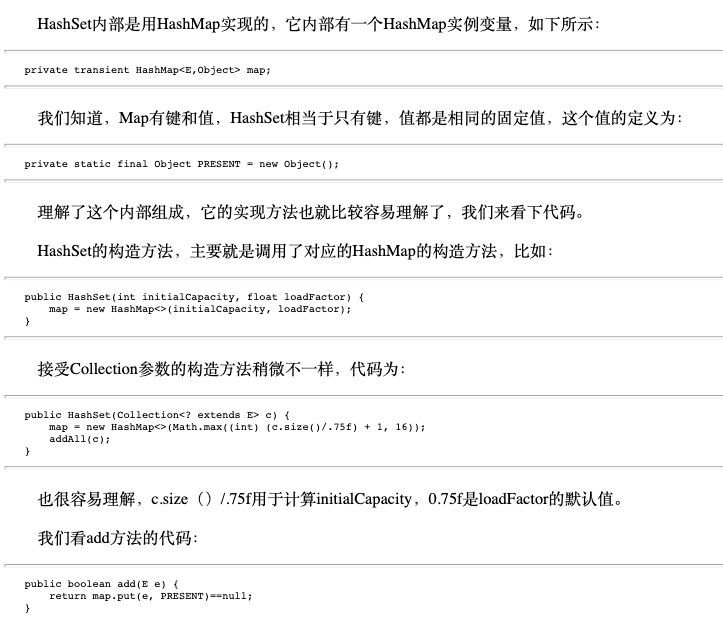 HashSet内部是用HashMap实现的，它内部有一个HashMap实例变量，如下所示：
private transient HashMap<E,Object> map;
我们知道，Map有键和值，HashSet相当于只有键，值都是相同的固定值，这个值的定义为：
private static final Object PRESENT = new Object();
理解了这个内部组成，它的实现方法也就比较容易理解了，我们来看下代码。
HashSet的构造方法，主要就是调用了对应的HashMap的构造方法，比如：
public HashSet(int initialCapacity, float loadFactor) {
    map = new HashMap<>(initialCapacity, loadFactor);
}
接受Collection参数的构造方法稍微不一样，代码为：
public HashSet(Collection<? extends E> c) {
    map = new HashMap<>(Math.max((int) (c.size()/.75f) + 1, 16));
    addAll(c);
}
也很容易理解，c.size（）/.75f用于计算initialCapacity，0.75f是loadFactor的默认值。
我们看add方法的代码：
public boolean add(E e) {
    return map.put(e, PRESENT)==null;
}